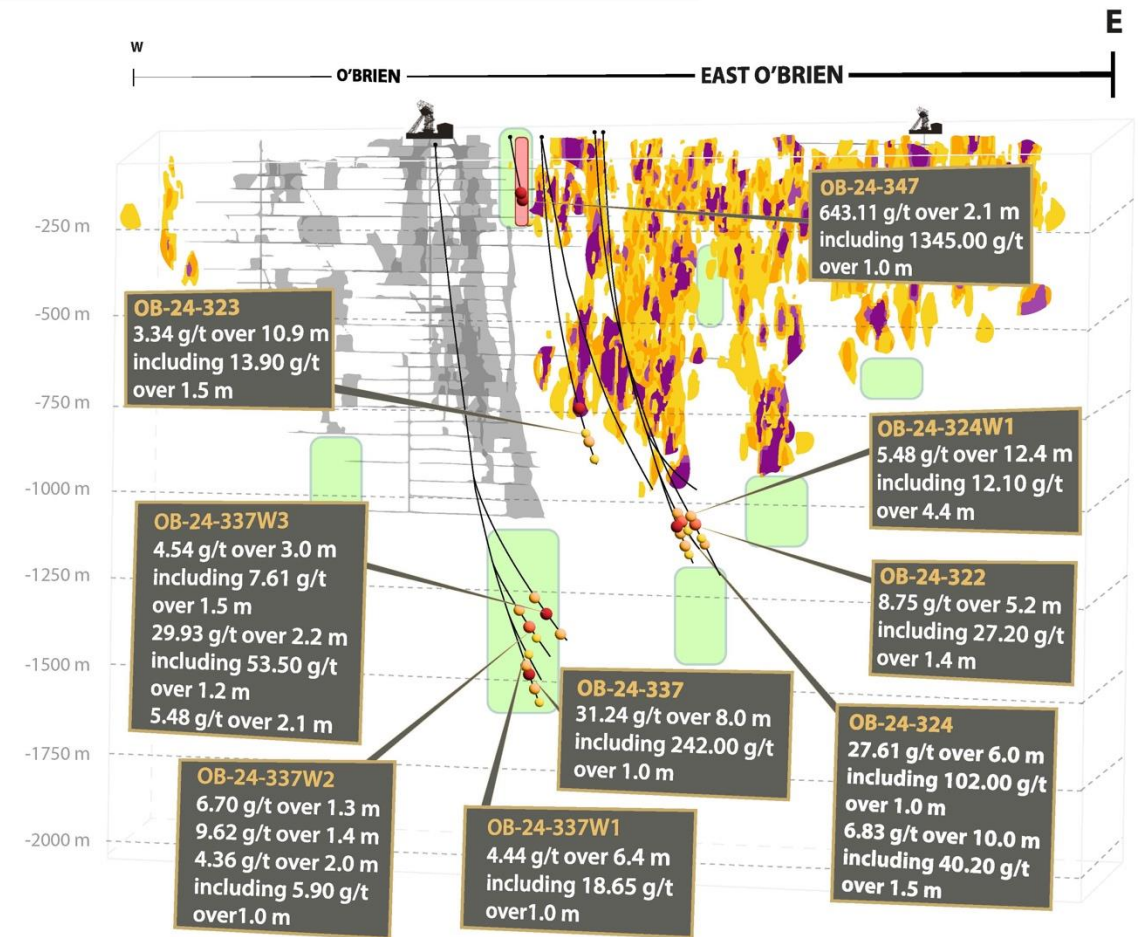 E
W
O'BRIEN
EAST O'BRIEN
-250 m
-500 m
-750 m
-1000 m
-1250 m
-1500 m
-1750 m
-2000 m
OB-24-347
643.11 g/t over 2.1 m
including 1345.00 g/t
over 1.0 m
OB-24-323
3.34 g/t over 10.9 m
including 13.90 g/t
over 1.5 m
OB-24-324W1
5.48 g/t over 12.4 m
including 12.10 g/t
over 4.4 m
OB-24-337W3
4.54 g/t over 3.0 m
including 7.61 g/t
over 1.5 m
29.93 g/t over 2.2 m
including 53.50 g/t
over 1.2 m
5.48 g/t over 2.1 m
OB-24-322
8.75 g/t over 5.2 m
including 27.20 g/t
over 1.4 m
OB-24-337
31.24 g/t over 8.0 m
including 242.00 g/t
over 1.0 m
OB-24-324
27.61 g/t over 6.0 m
including 102.00 g/t
over 1.0 m
6.83 g/t over 10.0 m
including 40.20 g/t
over 1.5 m
OB-24-337W2
6.70 g/t over 1.3 m
9.62 g/t over 1.4 m
4.36 g/t over 2.0 m
including 5.90 g/t
over1.0 m
OB-24-337W1
4.44 g/t over 6.4 m
including 18.65 g/t
over1.0 m